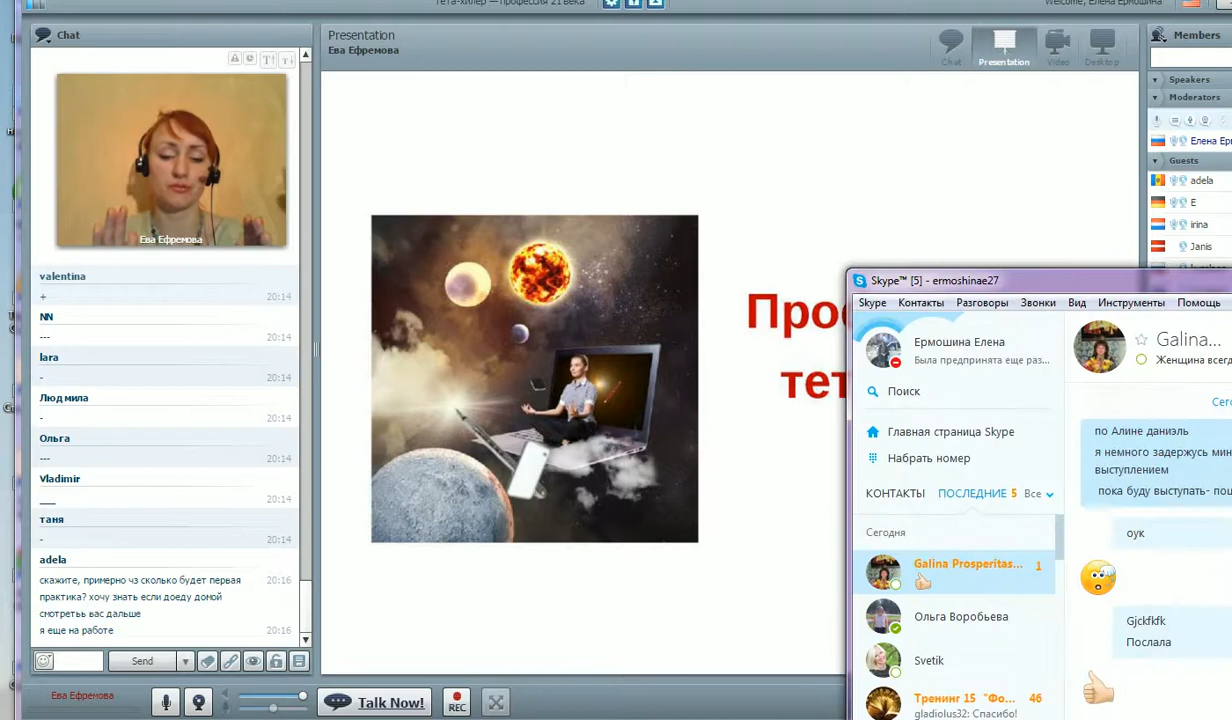 тета-хилер — профессия 21 века
Welcome, Елена Ермошина
Chat
Ева Ефремова
valentina
+ 20:14
NN
--- 20:14
lara
- 20:14
Людмила
- 20:14
Ольга
--- 20:14
Vladimir
___ 20:14
таня
- 20:14
adela
скажите, примерно чз сколько будет первая 20:16
практика? хочу знать если доеду домой
смотретьь вас дальше
я еще на работе 20:16
Send
Ева Ефремова
Talk Now!
REC
Presentation
Ева Ефремова
Chat
Presentation
Video
Desktop
Members
Speakers
Moderators
Елена Ер
Guests
adela
E
irina
Janis
Skype™ [5] - ermoshinae27
Skype Контакты Разговоры Звонки Вид Инструменты Помощь
Ермошина Елена
Была предпринята еще раз...
Поиск
Главная страница Skype
Набрать номер
КОНТАКТЫ ПОСЛЕДНИЕ 5 Все
Сегодня
Galina Prosperitas... 1
Ольга Воробьева
Svetik
Тренинг 15 "Фо... 46
gladiolus32: Спасибо!
Galina...
Женщина всегд
по Алине даниэль
я немного задержусь мин
выступлением
пока буду выступать- по
оук
Gjckfkfk
Послала